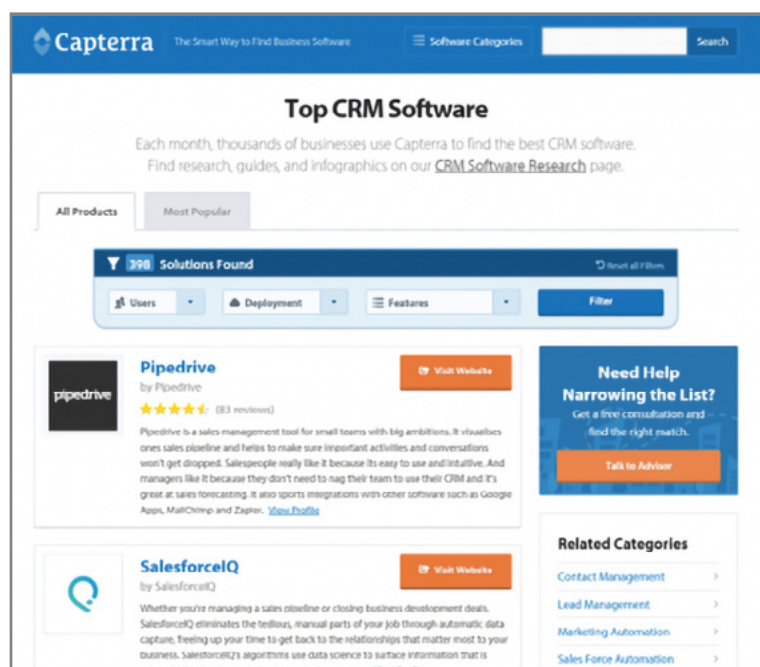 Capterra
The Smart Way to Find Business Software
Software Categories
Search
Top CRM Software
Each month, thousands of businesses use Capterra to find the best CRM software.
Find research, guides, and infographics on our CRM Software Research page.
All Products
Most Popular
398 Solutions Found
Reset all Filters
Users
Deployment
Features
Filter
pipedrive
Pipedrive
by Pipedrive
(83 reviews)
Visit Website
Pipedrive is a sales management tool for small teams with big ambitions. It visualises
ones sales pipeline and helps to make sure important activities and conversations
won't get dropped. Salespeople really like it because its easy to use and intuitive. And
managers like it because they don't need to nag their team to use their CRM and it's
great at sales forecasting. It also sports integrations with other software such as Google
Apps, MailChimp and Zapier. View Profile
Need Help
Narrowing the List?
Get a free consultation and
find the right match.
Talk to Advisor
SalesforceIQ
by SalesforceIQ
Visit Website
Whether you're managing a sales pipeline or closing business development deals,
SalesforceIQ eliminates the tedious, manual parts of your job through automatic data
capture, freeing up your time to get back to the relationships that matter most to your
business. SalesforceIQ's algorithms use data science to surface information that is
Related Categories
Contact Management
Lead Management
Marketing Automation
Sales Force Automation